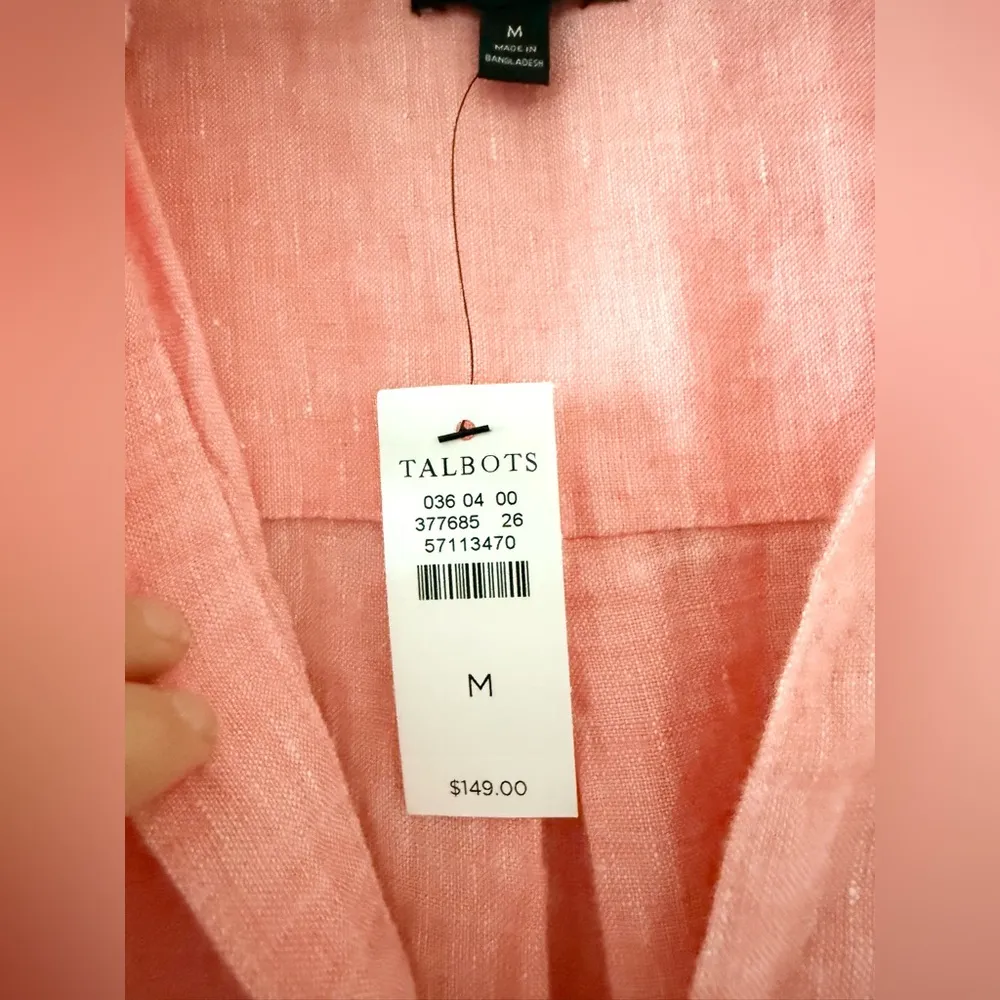 M
MADE IN
BANGLADESH
TALBOTS
036 04 00
377685 26
57113470
M
$149.00